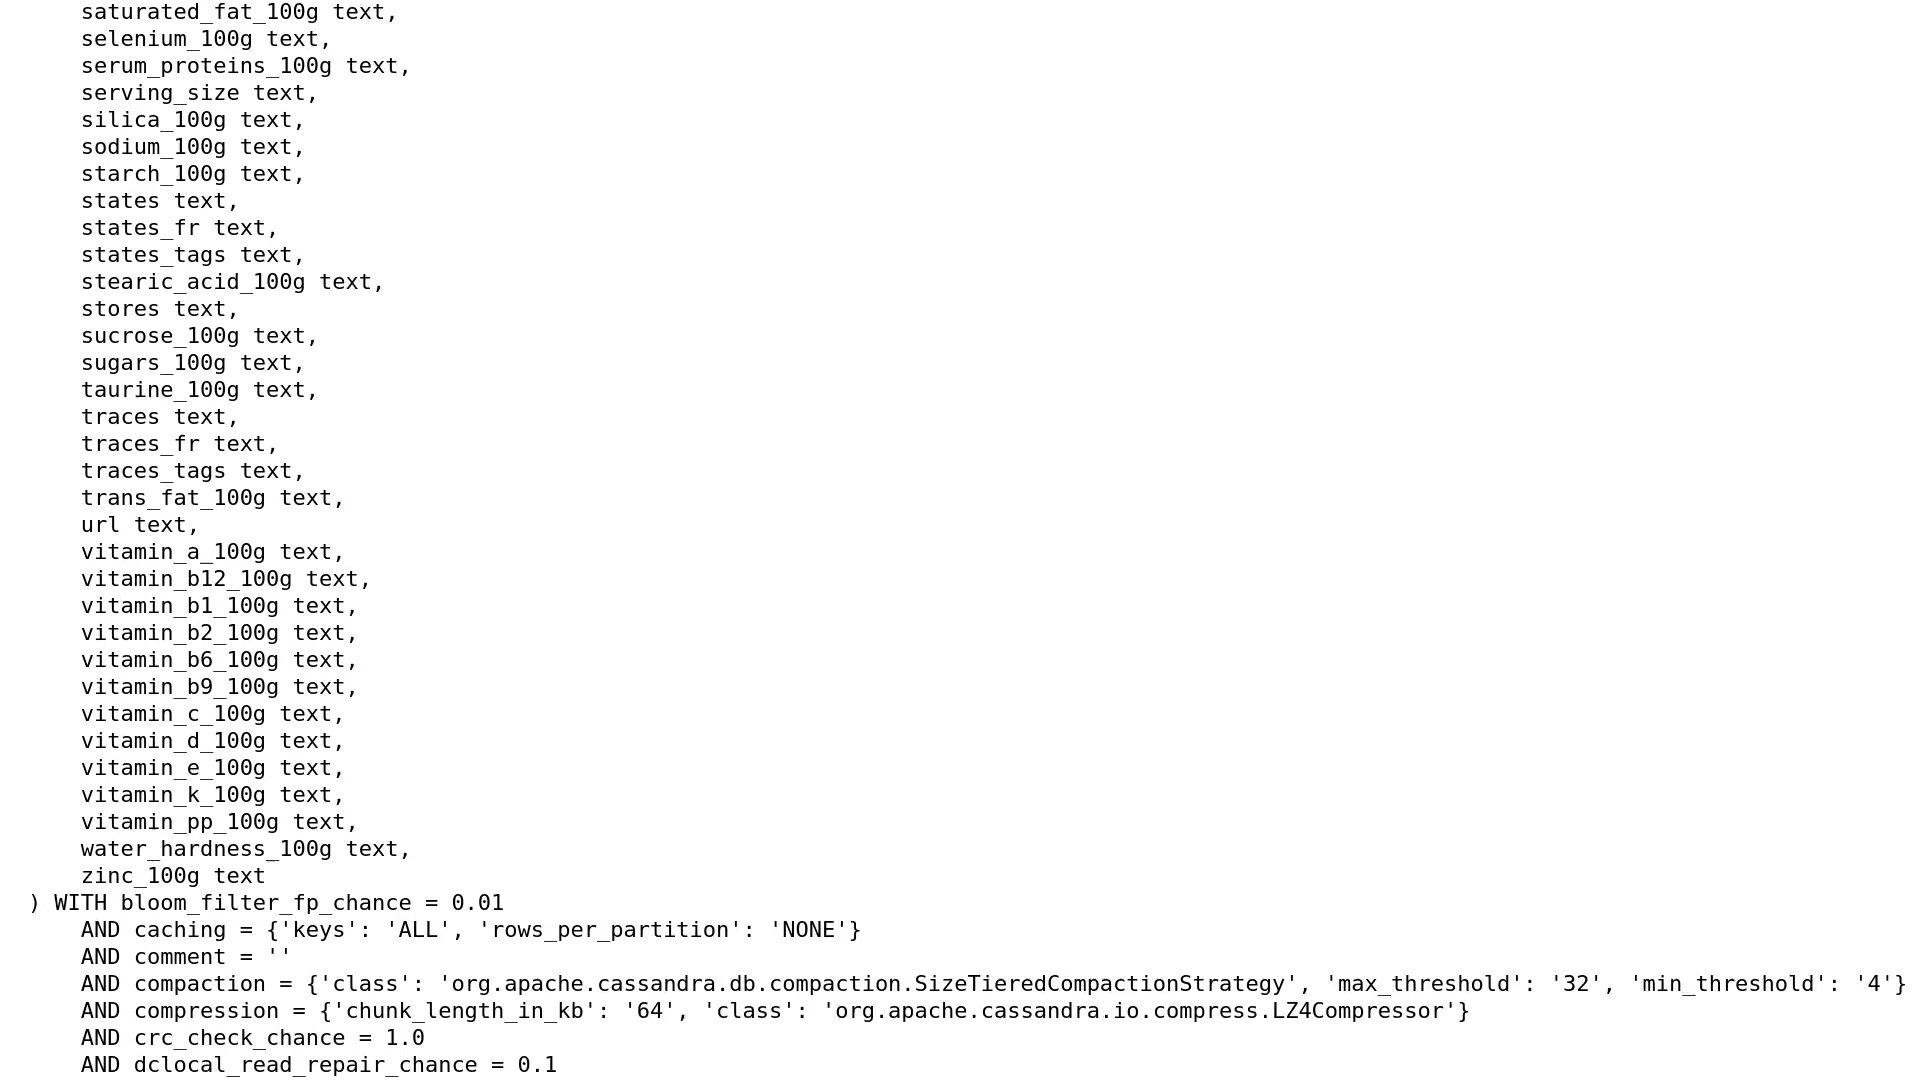 saturated_fat_100g text,
selenium_100g text,
serum_proteins_100g text,
serving_size text,
silica_100g text,
sodium_100g text,
starch_100g text,
states text,
states_fr text,
states_tags text,
stearic_acid_100g text,
stores text,
sucrose_100g text,
sugars_100g text,
taurine_100g text,
traces text,
traces_fr text,
traces_tags text,
trans_fat_100g text,
url text,
vitamin_a_100g text,
vitamin_b12_100g text,
vitamin_b1_100g text,
vitamin_b2_100g text,
vitamin_b6_100g text,
vitamin_b9_100g text,
vitamin_c_100g text,
vitamin_d_100g text,
vitamin_e_100g text,
vitamin_k_100g text,
vitamin_pp_100g text,
water_hardness_100g text,
zinc_100g text
) WITH bloom_filter_fp_chance = 0.01
AND caching = {'keys': 'ALL', 'rows_per_partition': 'NONE'}
AND comment = ''
AND compaction = {'class': 'org.apache.cassandra.db.compaction.SizeTieredCompactionStrategy', 'max_threshold': '32', 'min_threshold': '4'}
AND compression = {'chunk_length_in_kb': '64', 'class': 'org.apache.cassandra.io.compress.LZ4Compressor'}
AND crc_check_chance = 1.0
AND dclocal_read_repair_chance = 0.1